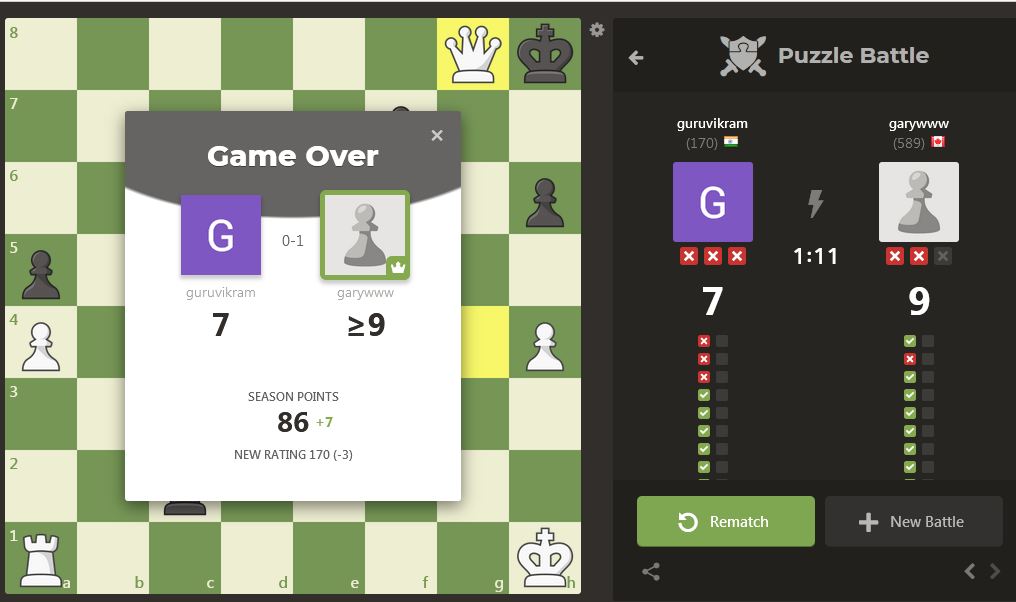 8
7
6
5
4
3
2
1
a
b
c
d
e
f
g
h
Game Over
×
G
0-1
guruvikram
garywww
7
≥9
SEASON POINTS
86 +7
NEW RATING 170 (-3)
Puzzle Battle
guruvikram
garywww
(170)
(589)
G
1:11
7
9
Rematch
New Battle